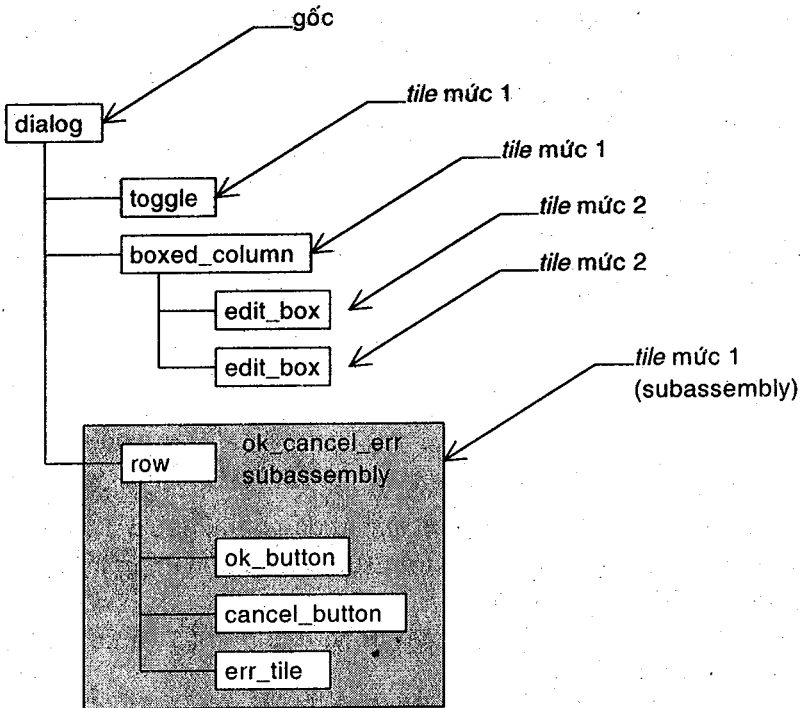 gốc
tile mức 1
dialog
tile mức 1
toggle
tile mức 2
boxed_column
tile mức 2
edit_box
edit_box
tile mức 1
(subassembly)
row
ok_cancel_err
subassembly
ok_button
cancel_button
err_tile